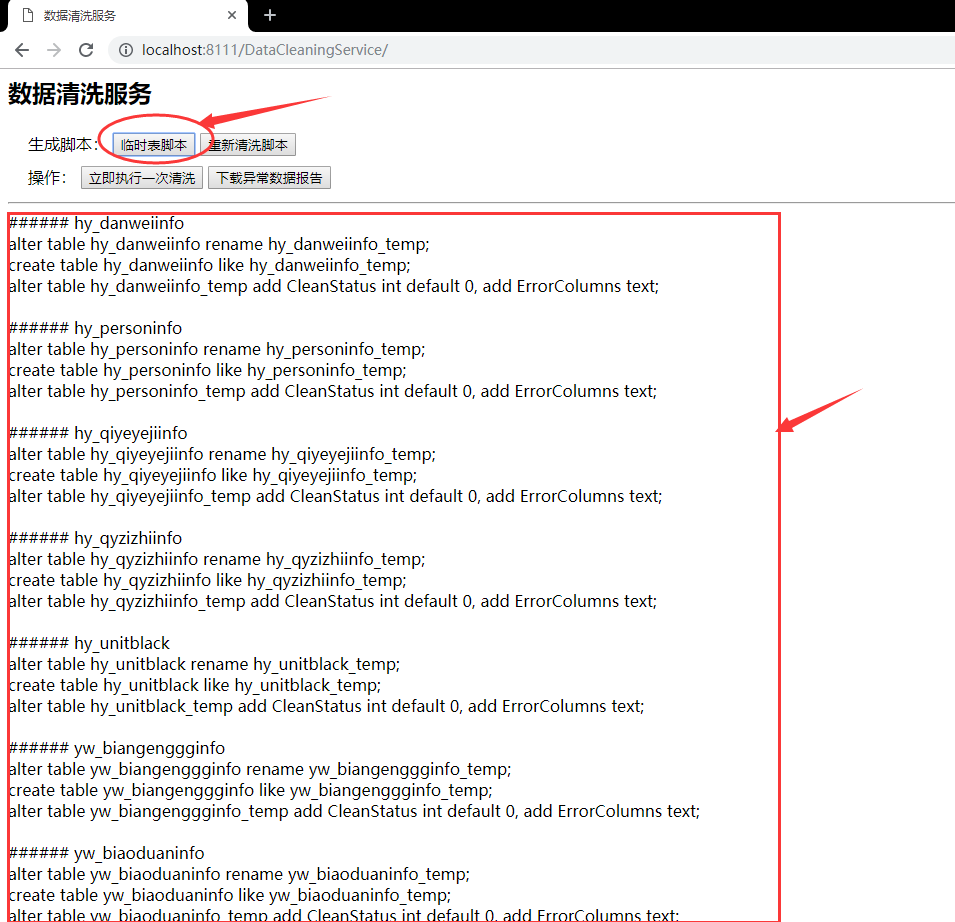 数据清洗服务
localhost:8111/DataCleaningService/
数据清洗服务
生成脚本： 临时表脚本 重新清洗脚本
操作： 立即执行一次清洗 下载异常数据报告
###### hy_danweiinfo
alter table hy_danweiinfo rename hy_danweiinfo_temp;
create table hy_danweiinfo like hy_danweiinfo_temp;
alter table hy_danweiinfo_temp add CleanStatus int default 0, add ErrorColumns text;
###### hy_personinfo
alter table hy_personinfo rename hy_personinfo_temp;
create table hy_personinfo like hy_personinfo_temp;
alter table hy_personinfo_temp add CleanStatus int default 0, add ErrorColumns text;
###### hy_qiyeyejiinfo
alter table hy_qiyeyejiinfo rename hy_qiyeyejiinfo_temp;
create table hy_qiyeyejiinfo like hy_qiyeyejiinfo_temp;
alter table hy_qiyeyejiinfo_temp add CleanStatus int default 0, add ErrorColumns text;
###### hy_qyzizhiinfo
alter table hy_qyzizhiinfo rename hy_qyzizhiinfo_temp;
create table hy_qyzizhiinfo like hy_qyzizhiinfo_temp;
alter table hy_qyzizhiinfo_temp add CleanStatus int default 0, add ErrorColumns text;
###### hy_unitblack
alter table hy_unitblack rename hy_unitblack_temp;
create table hy_unitblack like hy_unitblack_temp;
alter table hy_unitblack_temp add CleanStatus int default 0, add ErrorColumns text;
###### yw_biangenggginfo
alter table yw_biangenggginfo rename yw_biangenggginfo_temp;
create table yw_biangenggginfo like yw_biangenggginfo_temp;
alter table yw_biangenggginfo_temp add CleanStatus int default 0, add ErrorColumns text;
###### yw_biaoduaninfo
alter table yw_biaoduaninfo rename yw_biaoduaninfo_temp;
create table yw_biaoduaninfo like yw_biaoduaninfo_temp;
alter table yw_biaoduaninfo_temp add CleanStatus int default 0, add ErrorColumns text;